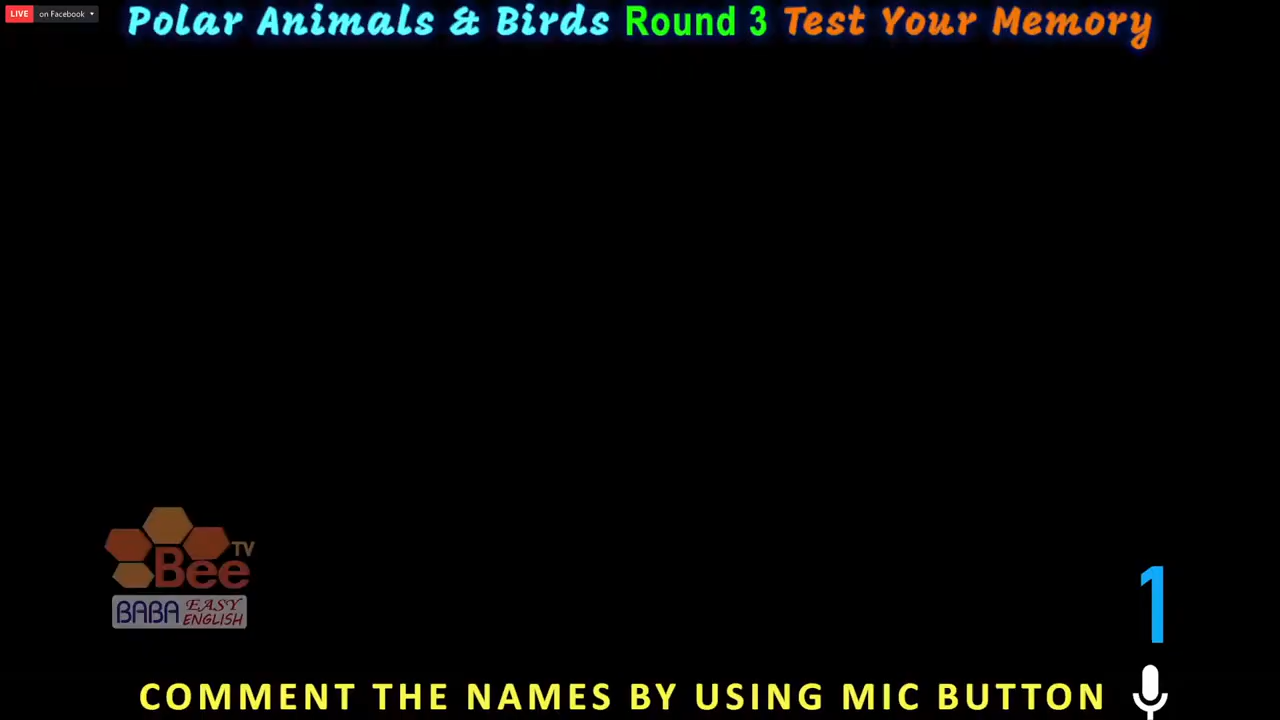 LIVE on Facebook
Polar Animals & Birds Round 3 Test Your Memory
Bee TV
BABA EASY ENGLISH
1
COMMENT THE NAMES BY USING MIC BUTTON